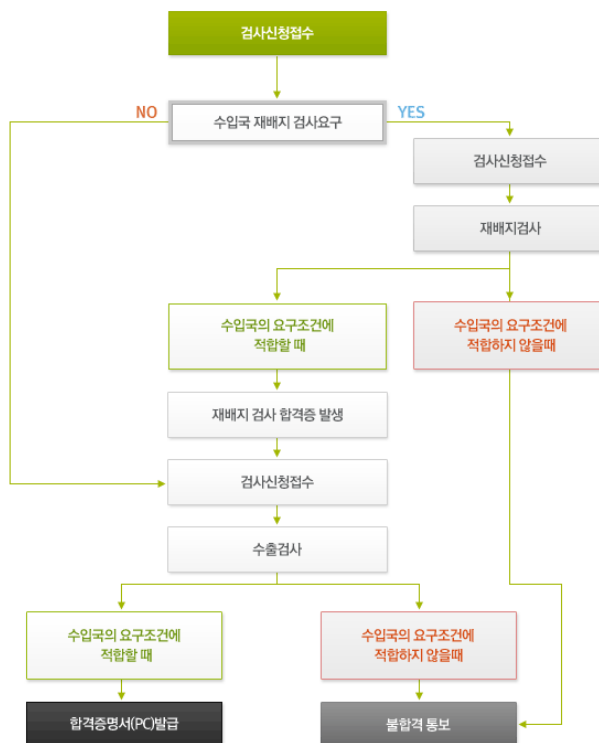 검사신청접수
NO
수입국 재배지 검사요구
YES
검사신청접수
재배지검사
수입국의 요구조건에
적합할 때
수입국의 요구조건에
적합하지 않을때
재배지 검사 합격증 발생
검사신청접수
수출검사
수입국의 요구조건에
적합할 때
수입국의 요구조건에
적합하지 않을때
합격증명서(PC)발급
불합격 통보